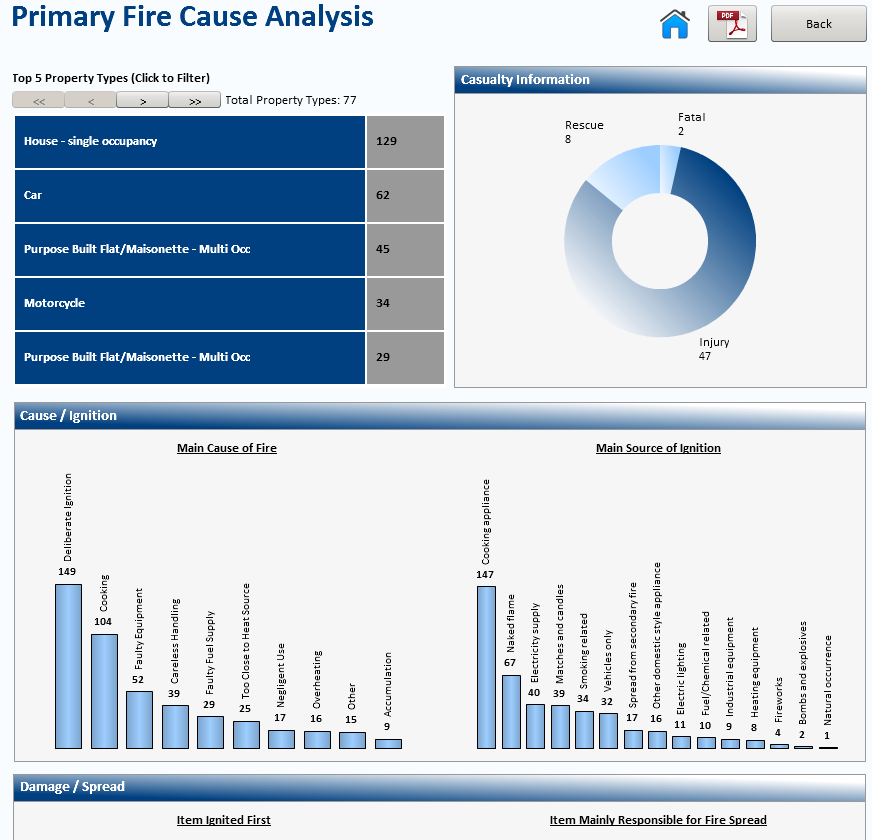 Primary Fire Cause Analysis
PDF
Back
Top 5 Property Types (Click to Filter)
<< < > >> Total Property Types: 77
House - single occupancy 129
Car 62
Purpose Built Flat/Maisonette - Multi Occ 45
Motorcycle 34
Purpose Built Flat/Maisonette - Multi Occ 29
Casualty Information
Rescue
8
Fatal
2
Injury
47
Cause / Ignition
Main Cause of Fire
Deliberate Ignition
149
Cooking
104
Faulty Equipment
52
Careless Handling
39
Faulty Fuel Supply
29
Too Close to Heat Source
25
Negligent Use
17
Overheating
16
Other
15
Accumulation
9
Main Source of Ignition
Cooking appliance
147
Naked flame
67
Electricity supply
40
Matches and candles
39
Smoking related
34
Vehicles only
32
Spread from secondary fire
17
Other domestic style appliance
16
Electric lighting
11
Fuel/Chemical related
10
Industrial equipment
9
Heating equipment
8
Fireworks
4
Bombs and explosives
2
Natural occurrence
1
Damage / Spread
Item Ignited First
Item Mainly Responsible for Fire Spread